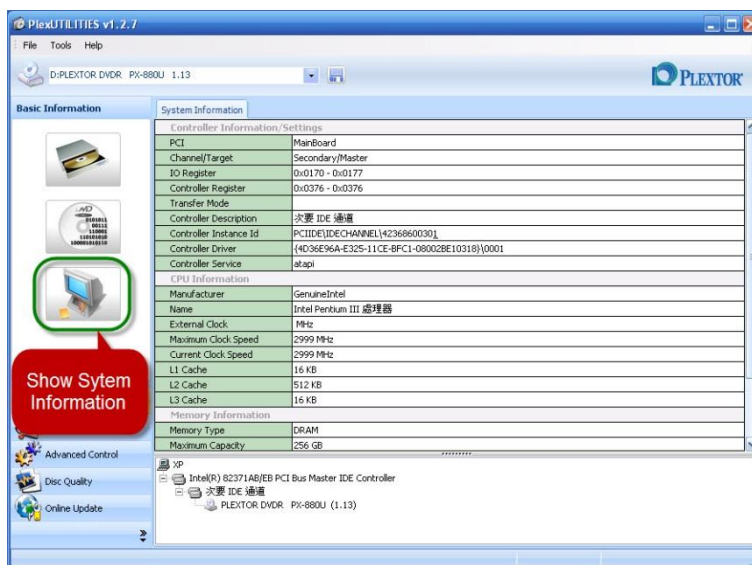 PlexUTILITIES v1.2.7
File Tools Help
D:PLEXTOR DVDR PX-880U 1.13
PLEXTOR
Basic Information
System Information
Controller Information/Settings
PCI MainBoard
Channel/Target Secondary/Master
IO Register 0x0170 - 0x0177
Controller Register 0x0376 - 0x0376
Transfer Mode
Controller Description 次要 IDE 通道
Controller Instance Id PCIIDE\IDECHANNEL\42368600301
Controller Driver {4D36E96A-E325-11CE-BFC1-08002BE10318}\0001
Controller Service atapi
CPU Information
Manufacturer GenuineIntel
Name Intel Pentium III 處理器
External Clock MHz
Maximum Clock Speed 2999 MHz
Current Clock Speed 2999 MHz
L1 Cache 16 KB
L2 Cache 512 KB
L3 Cache 16 KB
Memory Information
Memory Type DRAM
Maximum Capacity 256 GB
Show Sytem
Information
Advanced Control
Disc Quality
Online Update
XP
Intel(R) 82371AB/EB PCI Bus Master IDE Controller
次要 IDE 通道
PLEXTOR DVDR PX-880U (1.13)